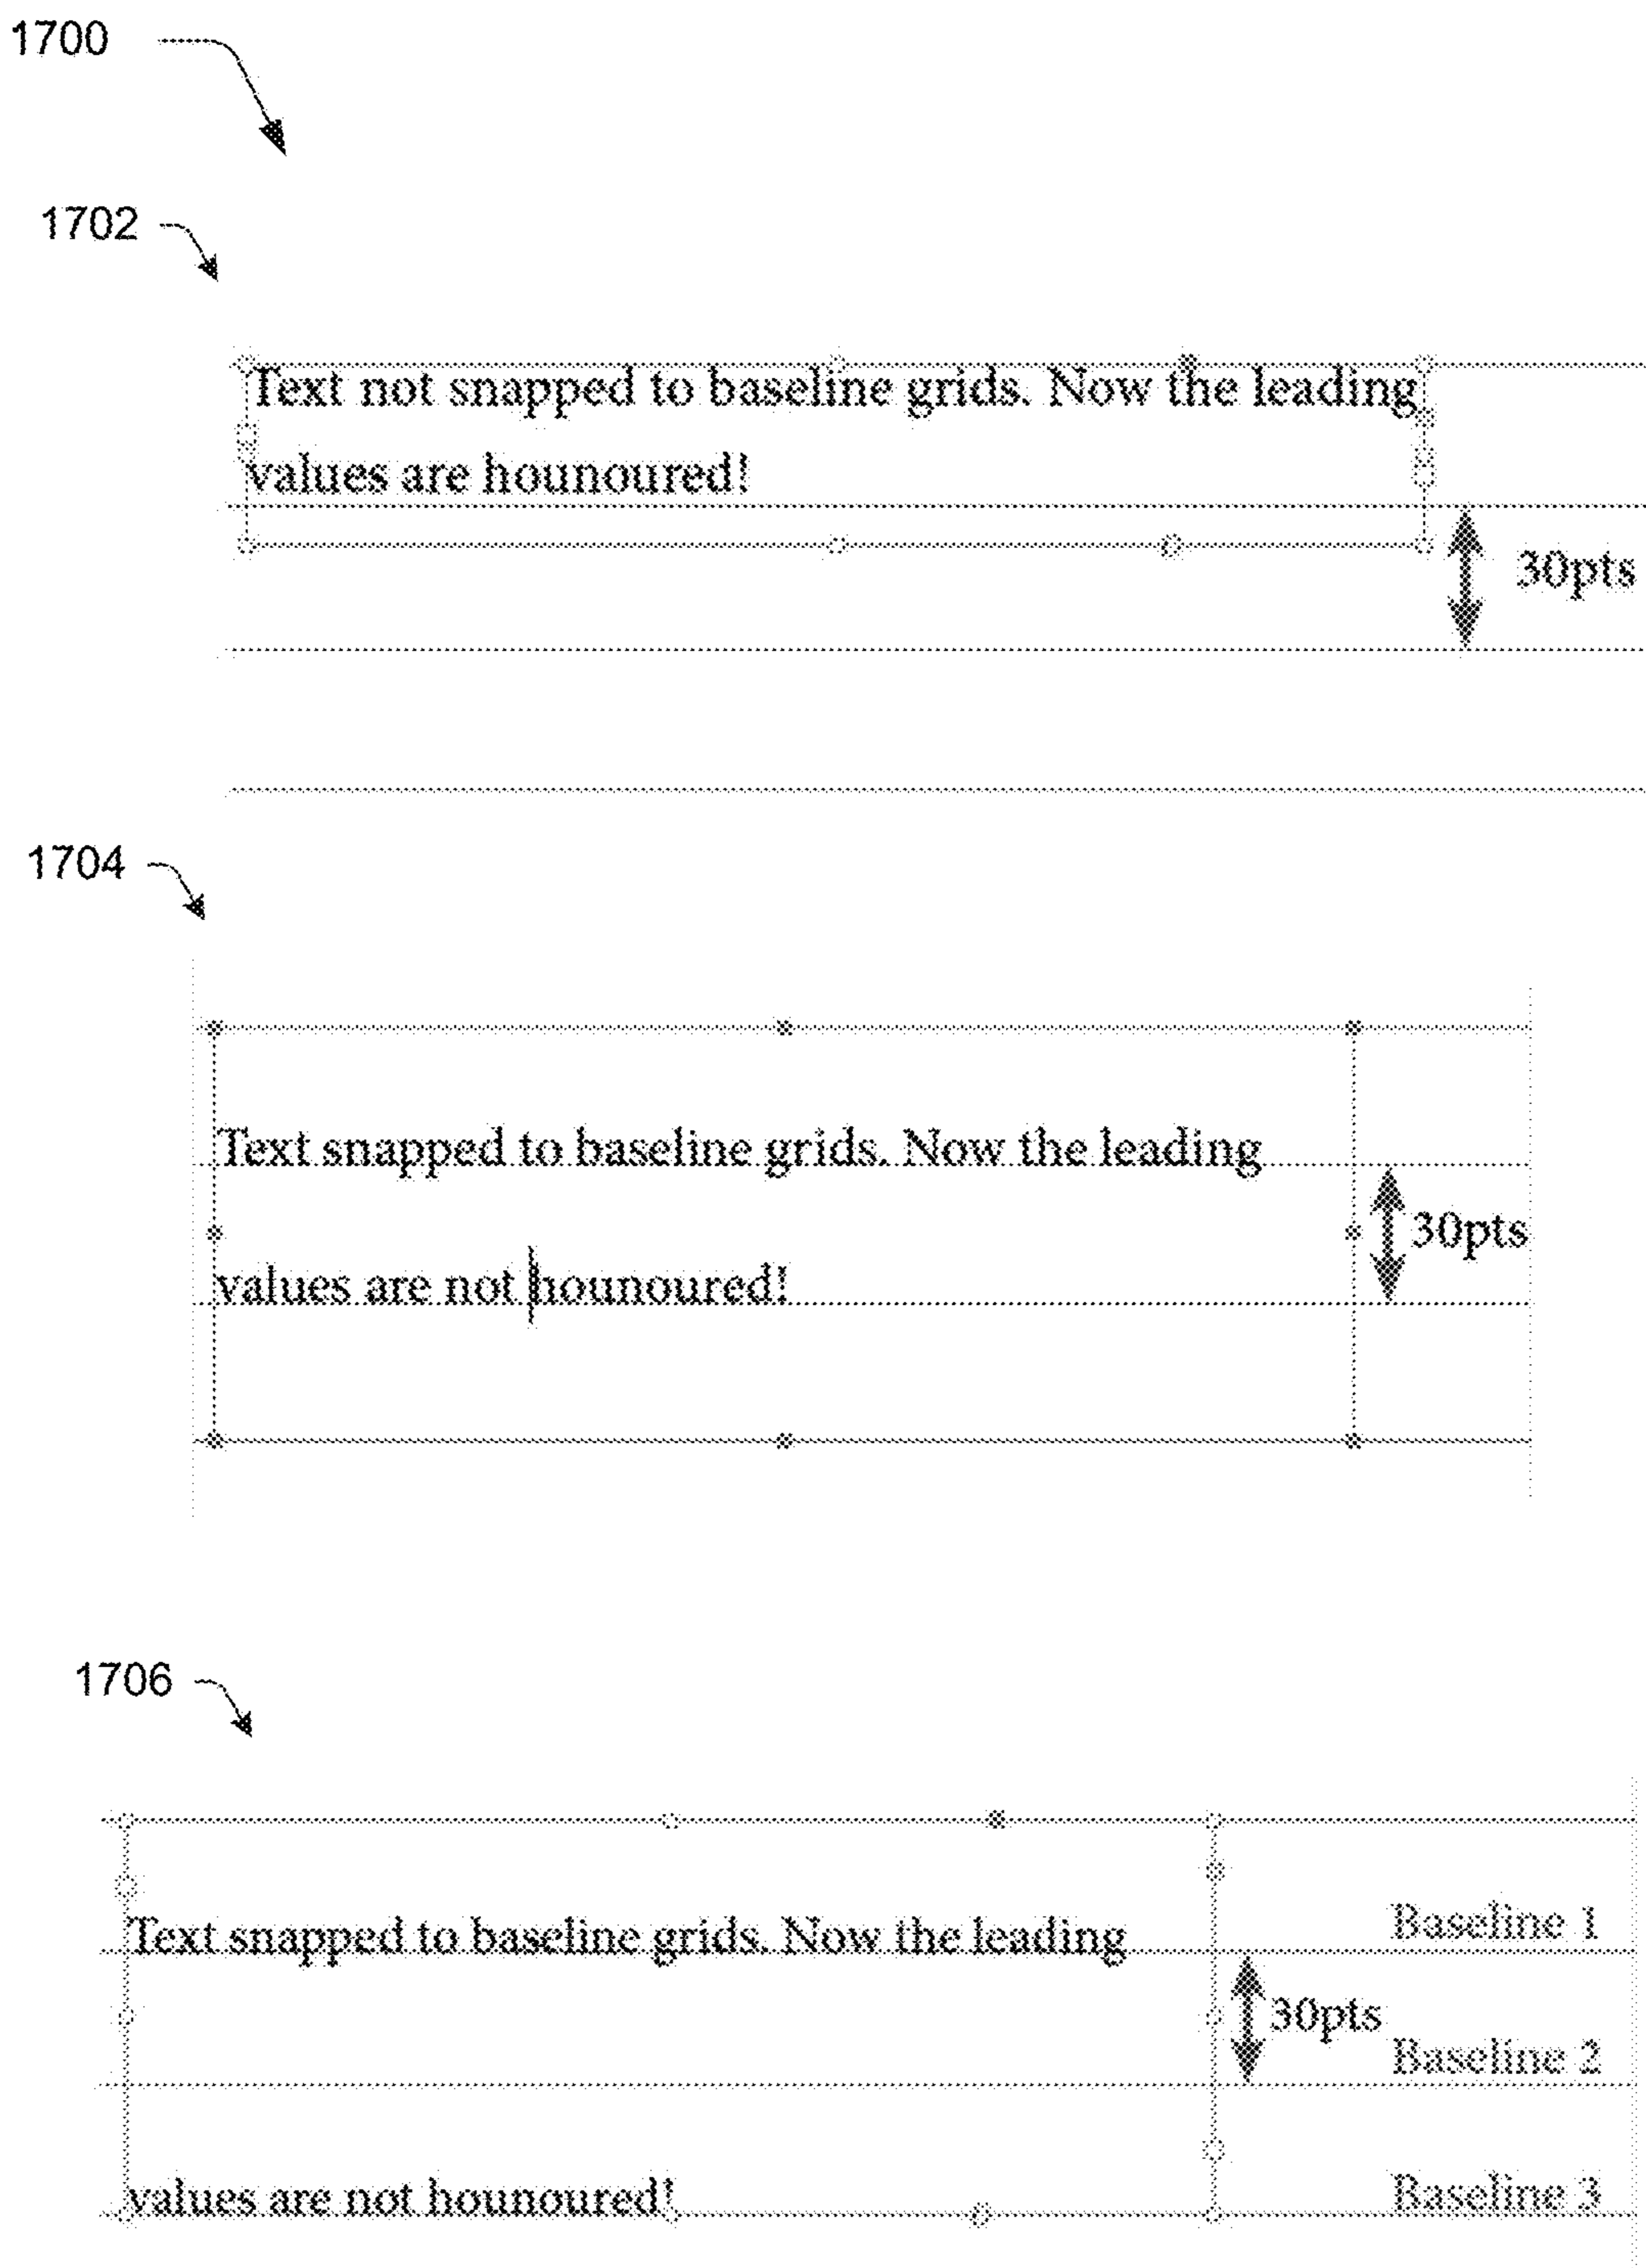 1700
1702
Text not snapped to baseline grids. Now the leading
values are hounoured!
30pts
1704
Text snapped to baseline grids. Now the leading
30pts
values are not hounoured!
1706
Text snapped to baseline grids. Now the leading
Baseline 1
30pts
Baseline 2
values are not hounoured!
Baseline 3